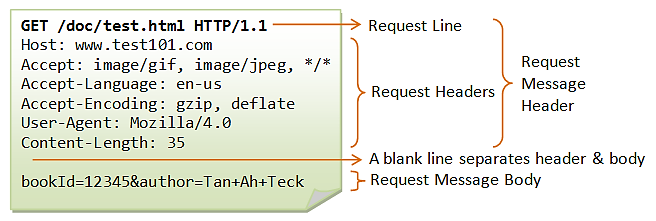 GET /doc/test.html HTTP/1.1
Host: www.test101.com
Accept: image/gif, image/jpeg, */*
Accept-Language: en-us
Accept-Encoding: gzip, deflate
User-Agent: Mozilla/4.0
Content-Length: 35
bookId=12345&author=Tan+Ah+Teck
Request Line
Request Headers
Request
Message
Header
A blank line separates header & body
Request Message Body